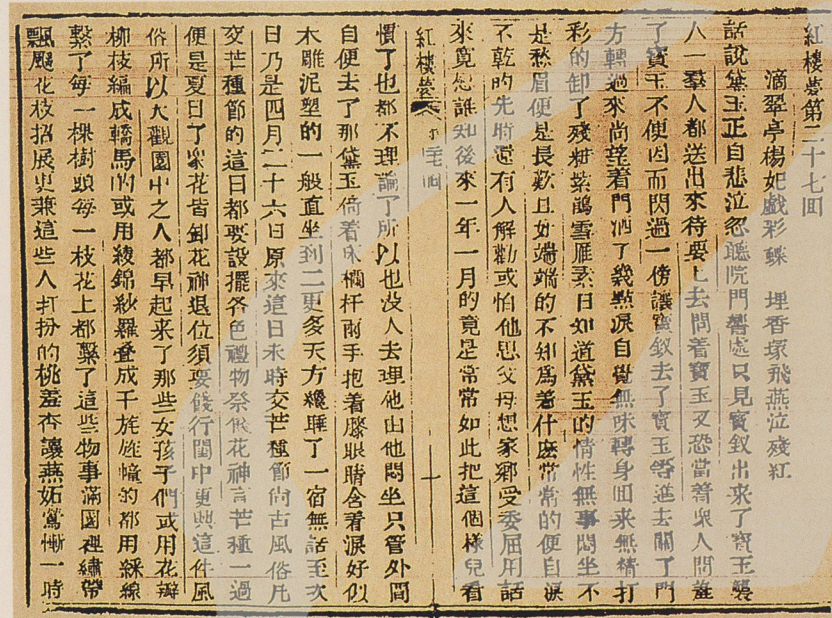 紅樓夢第二十七回
滴翠亭楊妃戲彩蝶　埋香塚飛燕泣殘紅
話說黛玉正自悲泣忽聽院門響處只見寶釵出來了寶玉襲
人一羣人都送出來待要上去問着寶玉又恐當着衆人問羞
了寶玉不便因而閃過一傍讓寶釵去了寶玉等進去關了門
方轉過來尚望着門洒了幾點淚自覺無味轉身回来無精打
彩的卸了殘粧紫鵑雪雁素日知道黛玉的情性無事悶坐不
是愁眉便是長歎且好端端的不知爲着什麽常常的便自淚
不乾的先時還有人解勸或怕他思父母想家鄉受委屈用話
來寬慰誰知後來一年一月的竟是常常如此把這個樣兒看
紅樓夢　第　回
慣了也都不理論了所以也没人去理他由他悶坐只管外間
自便去了那黛玉倚着床欄杆兩手抱着膝眼睛含着淚好似
木雕泥塑的一般直坐到二更多天方纔睡了一宿無話至次
日乃是四月二十六日原來這日未時交芒種節尚古風俗凡
交芒種節的這日都要設擺各色禮物祭餞花神言芒種一過
便是夏日了衆花皆卸花神退位須要餞行閨中更興這件風
俗所以大觀園中之人都早起来了那些女孩子們或用花瓣
柳枝編成轎馬的或用綾錦紗羅叠成干旄旌幢的都用綵線
繫了每一棵樹頭每一枝花上都繫了這些物事滿園裡繡帶
飄飖花枝招展更兼這些人打扮的桃羞杏讓燕妬鶯慚一時